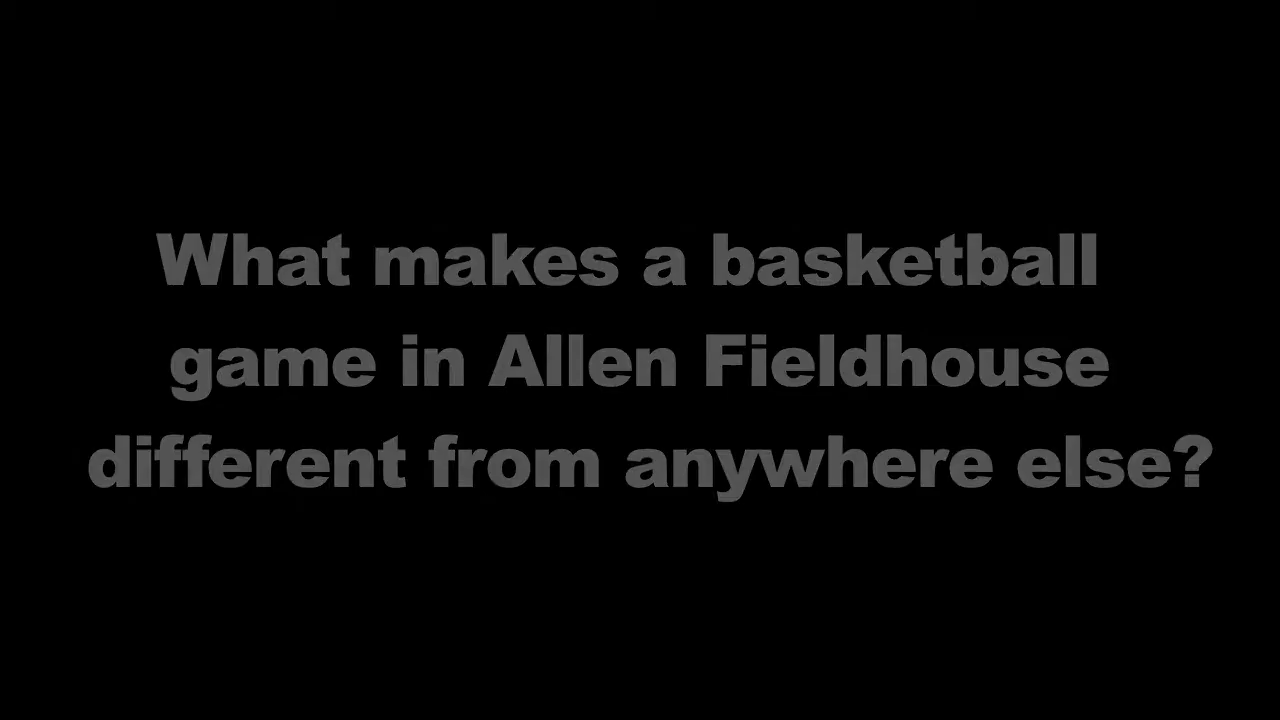 What makes a basketball
game in Allen Fieldhouse
different from anywhere else?